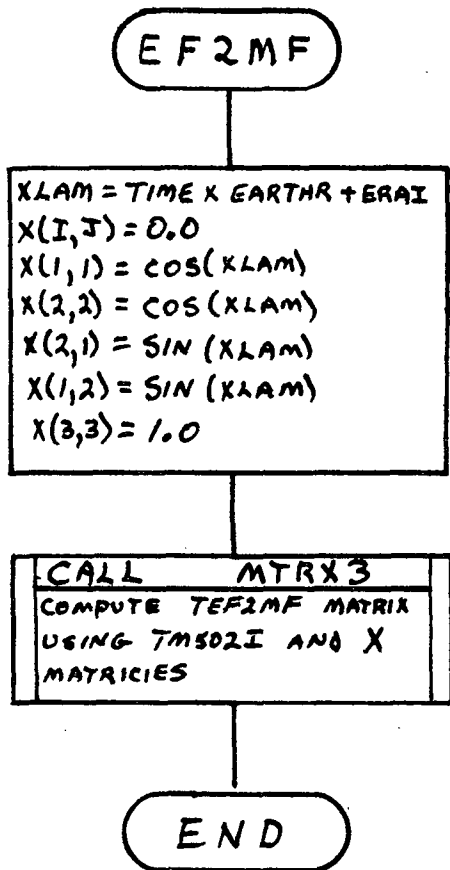 EF2MF
XLAM = TIME X EARTHR + ERAI
X(I,J) = 0.0
X(1,1) = COS(XLAM)
X(2,2) = COS(XLAM)
X(2,1) = SIN (XLAM)
X(1,2) = SIN (XLAM)
X(3,3) = 1.0
CALL MTRX3
COMPUTE TEF2MF MATRIX
USING TM502I AND X
MATRICIES
END